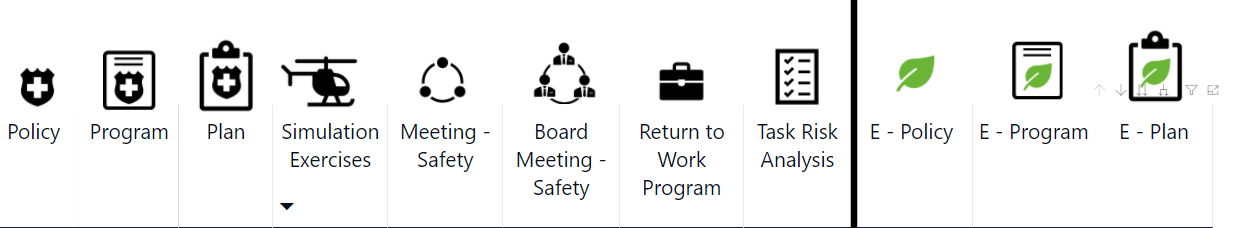 Policy
Program
Plan
Simulation
Exercises
Meeting -
Safety
Board
Meeting -
Safety
Return to
Work
Program
Task Risk
Analysis
E - Policy
E - Program
E - Plan